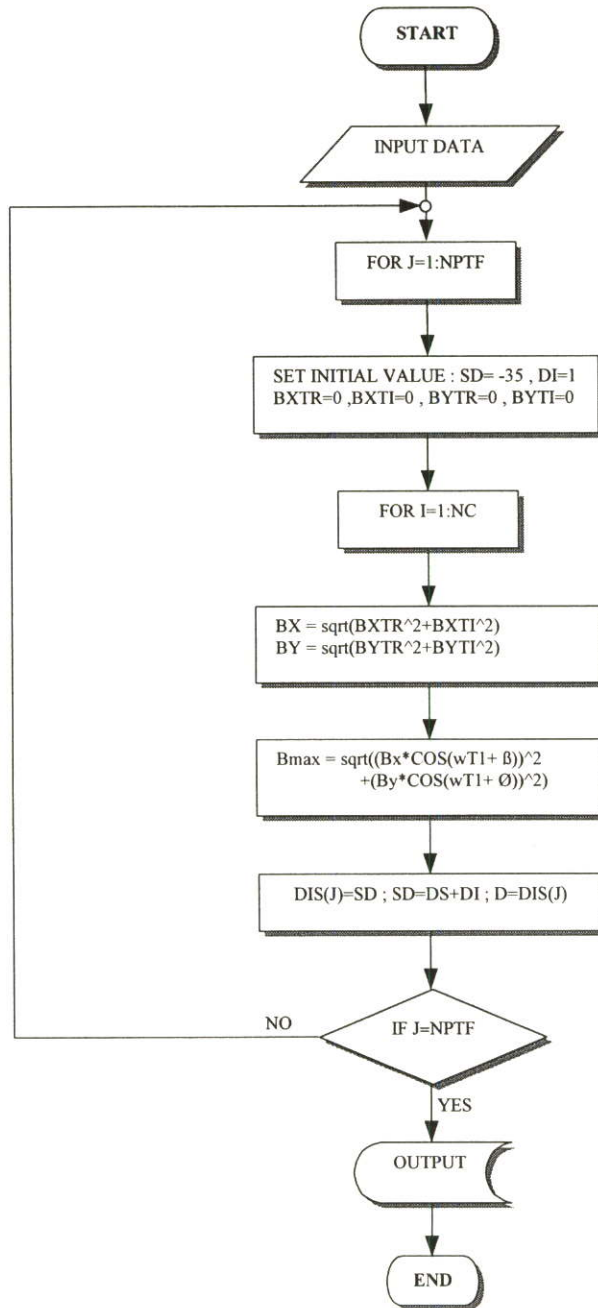 START
INPUT DATA
FOR J=1:NPTF
SET INITIAL VALUE : SD= -35 , DI=1
BXTR=0 ,BXTI=0 , BYTR=0 , BYTI=0
FOR I=1:NC
BX = sqrt(BXTR^2+BXTI^2)
BY = sqrt(BYTR^2+BYTI^2)
Bmax = sqrt((Bx*COS(wT1+ ß))^2
+(By*COS(wT1+ Ø))^2)
DIS(J)=SD ; SD=DS+DI ; D=DIS(J)
NO
IF J=NPTF
YES
OUTPUT
END